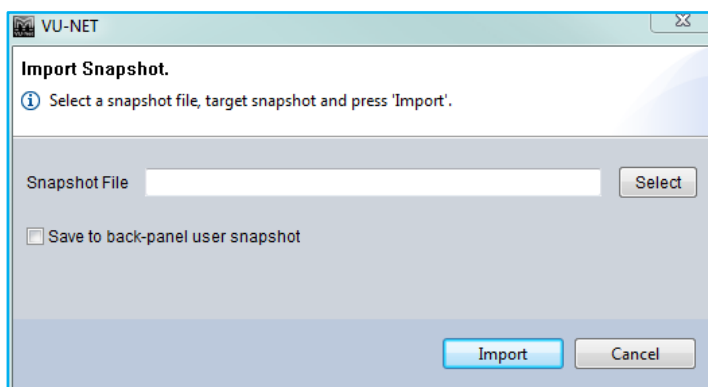 VU-NET
Import Snapshot.
Select a snapshot file, target snapshot and press 'Import'.
Snapshot File
Select
Save to back-panel user snapshot
Import
Cancel